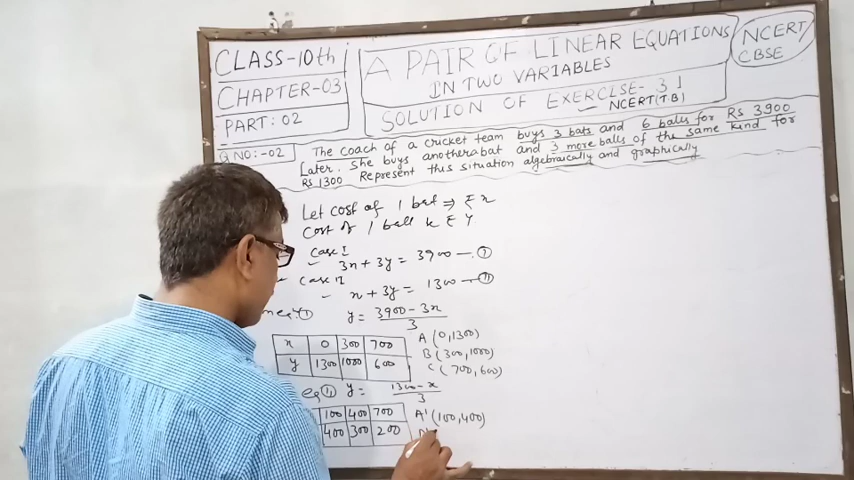 CLASS-10th
CHAPTER-03
PART: 02
A PAIR OF LINEAR EQUATIONS
IN TWO VARIABLES
SOLUTION OF EXERCISE- 3.1
NCERT(T.B)
NCERT/
CBSE
Q NO:-02
The coach of a cricket team buys 3 bats and 6 balls for Rs 3900
Later, She buys another a bat and 3 more balls of the same kind for
Rs 1300 Represent this situation algebraically and graphically
Let cost of 1 bat ⇒ ₹ x
Cost of 1 ball is ₹ y
Case I
3x + 3y = 3900 — (I)
Case II
x + 3y = 1300 — (II)
eqn (I) y = 3900 - 3x / 3
x 0 300 700
y 1300 1000 600
A (0,1300)
B (300,1000)
C (700,600)
eq (II) y = 1300 - x / 3
100 400 700
400 300 200
A' (100,400)